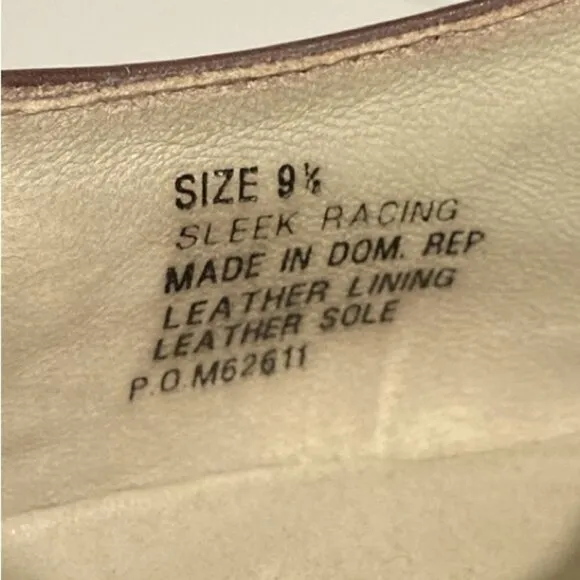 SIZE 9½
SLEEK RACING
MADE IN DOM. REP
LEATHER LINING
LEATHER SOLE
P.O.M62611